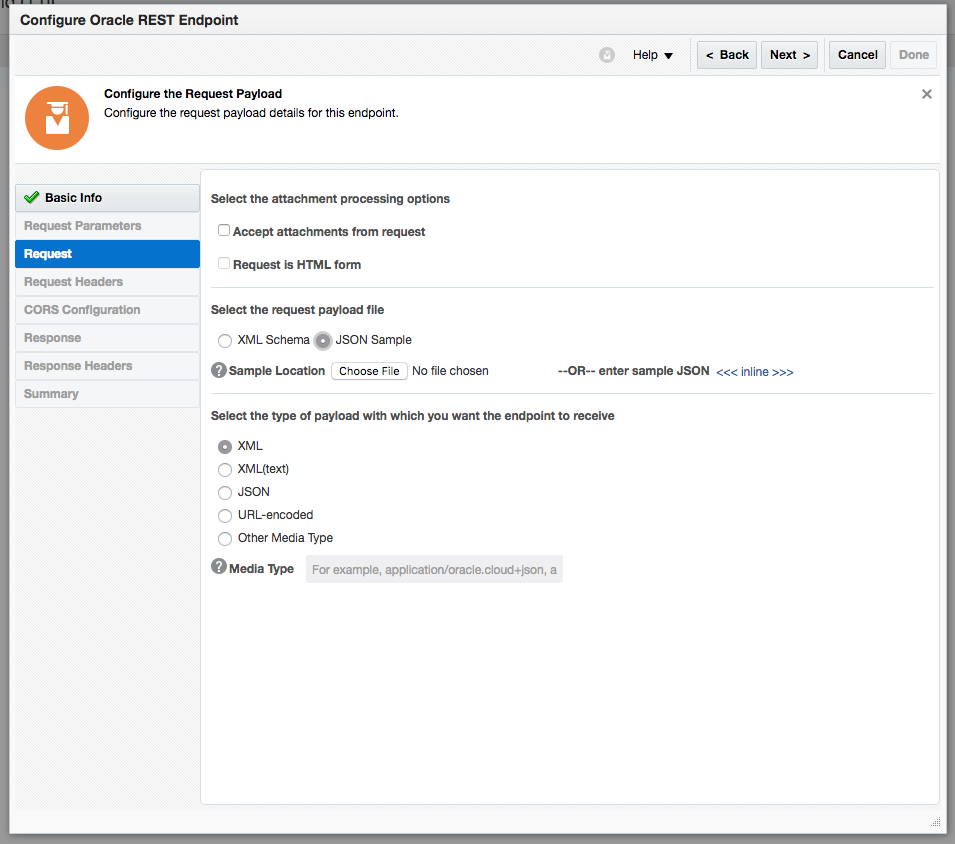 Configure Oracle REST Endpoint
Help
< Back
Next >
Cancel
Done
Configure the Request Payload
Configure the request payload details for this endpoint.
Basic Info
Request Parameters
Request
Request Headers
CORS Configuration
Response
Response Headers
Summary
Select the attachment processing options
Accept attachments from request
Request is HTML form
Select the request payload file
XML Schema JSON Sample
Sample Location Choose File No file chosen --OR-- enter sample JSON <<< inline >>>
Select the type of payload with which you want the endpoint to receive
XML
XML(text)
JSON
URL-encoded
Other Media Type
Media Type For example, application/oracle.cloud+json, a